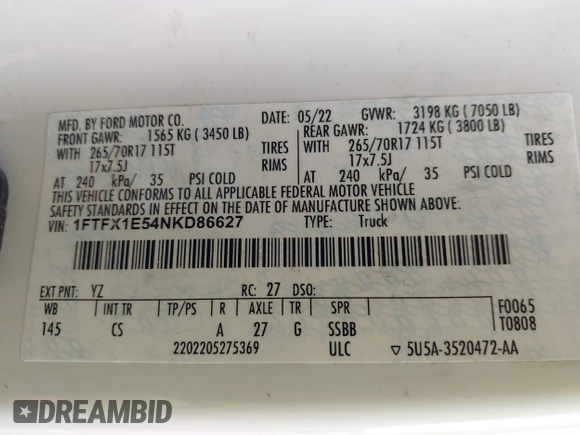 MFD. BY FORD MOTOR CO. DATE: 05/22 GVWR: 3198 KG ( 7050 LB)
FRONT GAWR: 1565 KG ( 3450 LB) REAR GAWR: 1724 KG ( 3800 LB)
WITH 265/70R17 115T TIRES WITH 265/70R17 115T TIRES
17x7.5J RIMS 17x7.5J RIMS
AT 240 kPa/ 35 PSI COLD AT 240 kPa/ 35 PSI COLD
THIS VEHICLE CONFORMS TO ALL APPLICABLE FEDERAL MOTOR VEHICLE
SAFETY STANDARDS IN EFFECT ON THE DATE OF MANUFACTURE SHOWN ABOVE.
VIN: 1FTFX1E54NKD86627 TYPE: Truck
EXT PNT: YZ RC: 27 DSO:
WB INT TR TP/PS R AXLE TR SPR F0065
145 CS A 27 G SSBB T0808
2202205275369 ULC ▽ 5U5A-3520472-AA
DREAMBID